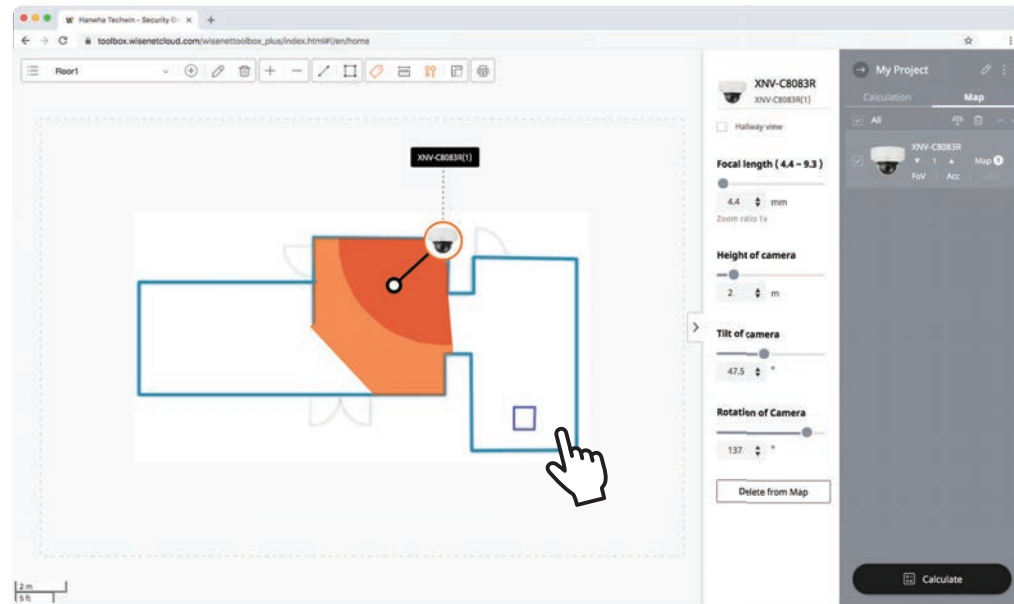 Hanwha Techwin - Security O
toolbox.wisenetcloud.com/wisenettoolbox_plus/index.html#!/en/home
Floor1
XNV-C8083R(1)
XNV-C8083R
XNV-C8083R(1)
Hallway view
Focal length ( 4.4 ~ 9.3 )
4.4 mm
Zoom ratio 1x
Height of camera
2 m
Tilt of camera
47.5 °
Rotation of Camera
137 °
Delete from Map
My Project
Calculation Map
All
XNV-C8083R
1 Map 1
FoV Acc
Calculate
2 m
5 ft